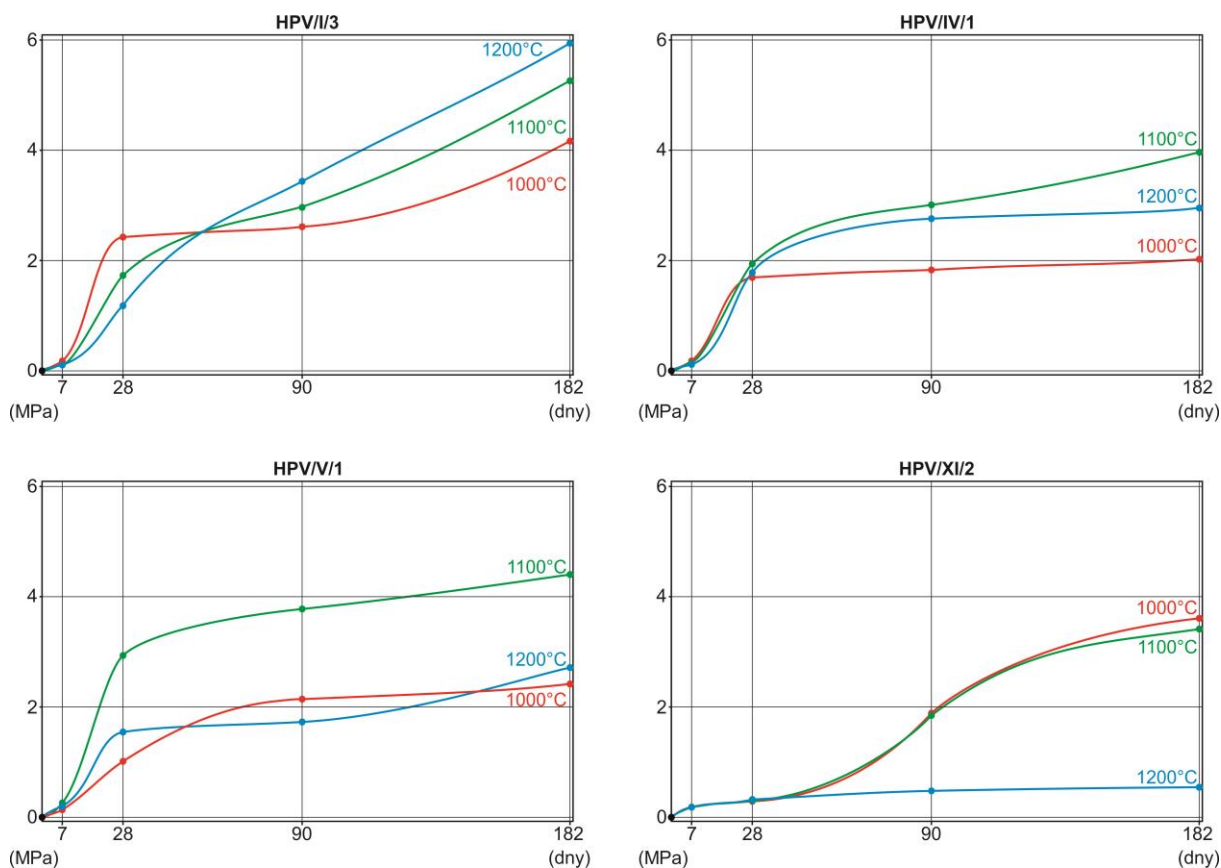 HPV/I/3
6
4
2
0
1200°C
1100°C
1000°C
7 28 90 182
(MPa) (dny)
HPV/IV/1
6
4
2
0
1100°C
1200°C
1000°C
7 28 90 182
(MPa) (dny)
HPV/V/1
6
4
2
0
1100°C
1200°C
1000°C
7 28 90 182
(MPa) (dny)
HPV/XI/2
6
4
2
0
1000°C
1100°C
1200°C
7 28 90 182
(MPa) (dny)